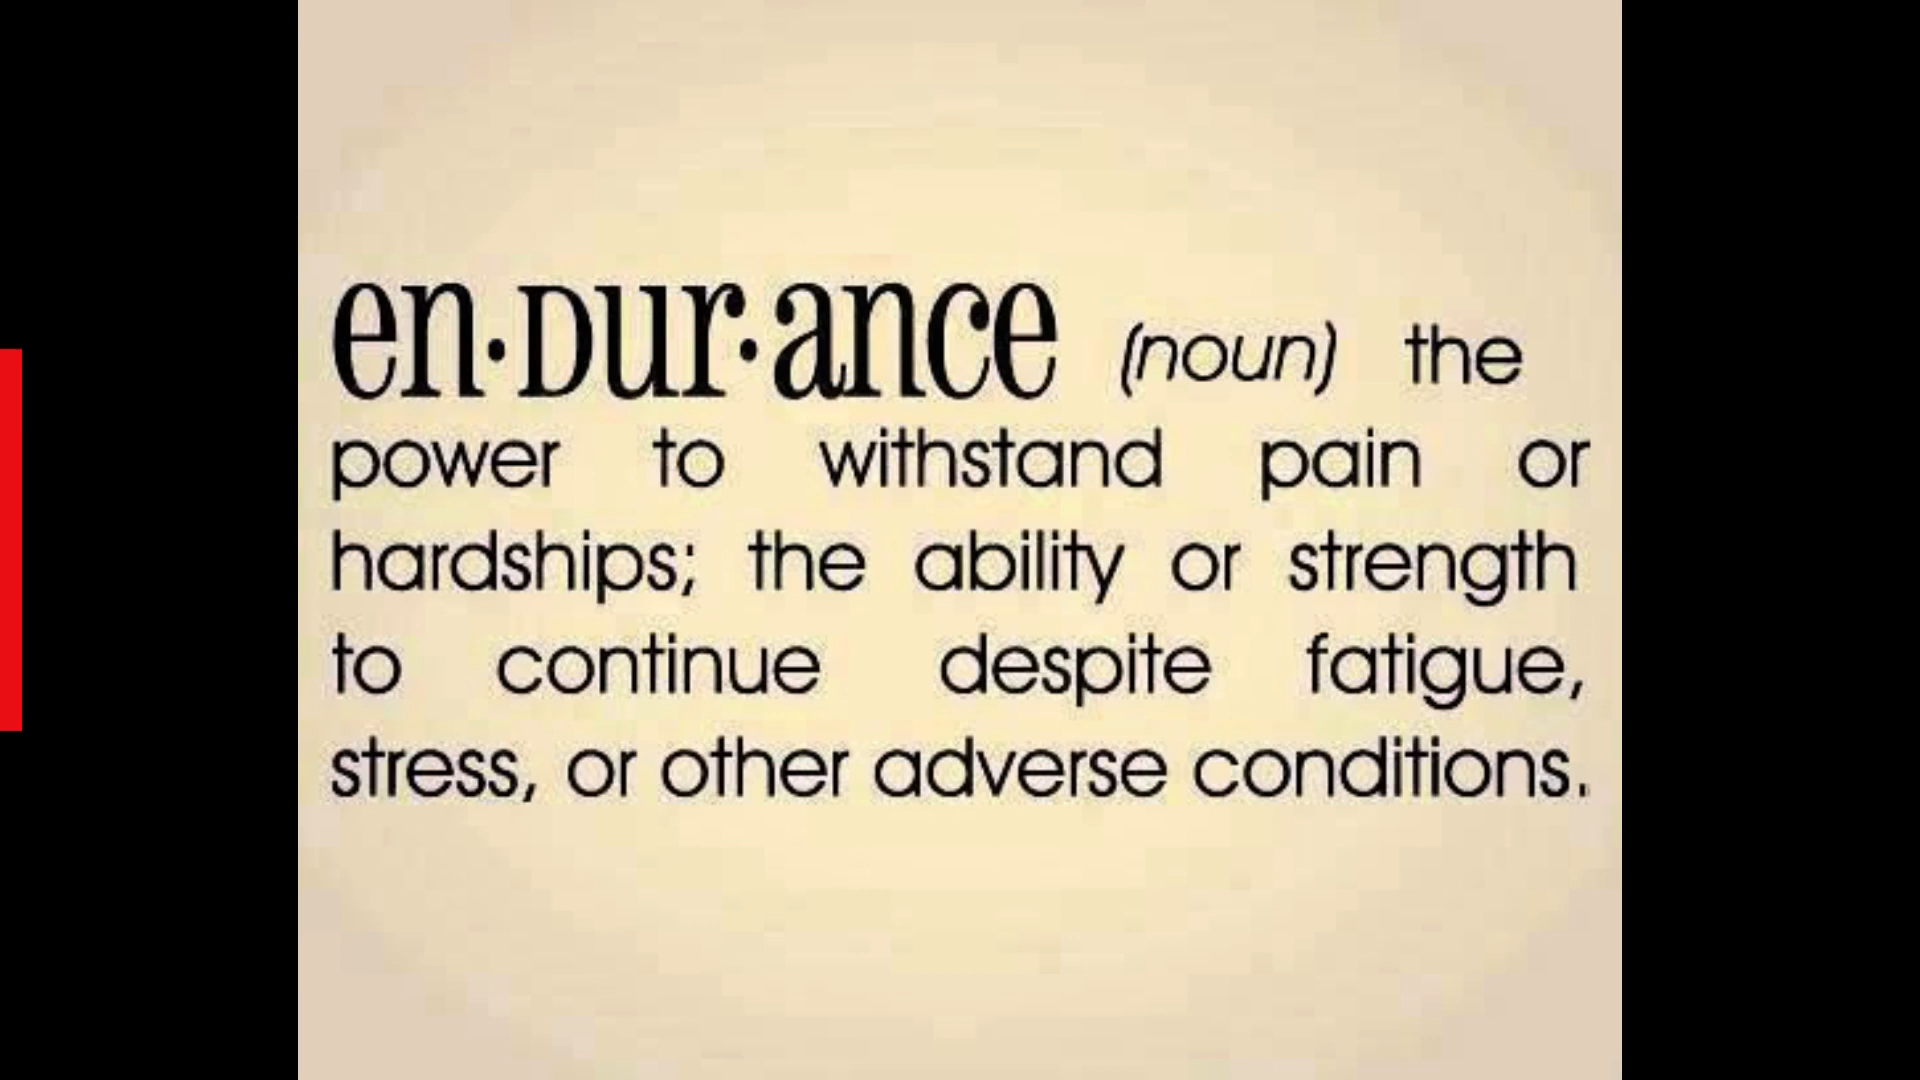 en·Dur·ance (noun) the
power to withstand pain or
hardships; the ability or strength
to continue despite fatigue,
stress, or other adverse conditions.